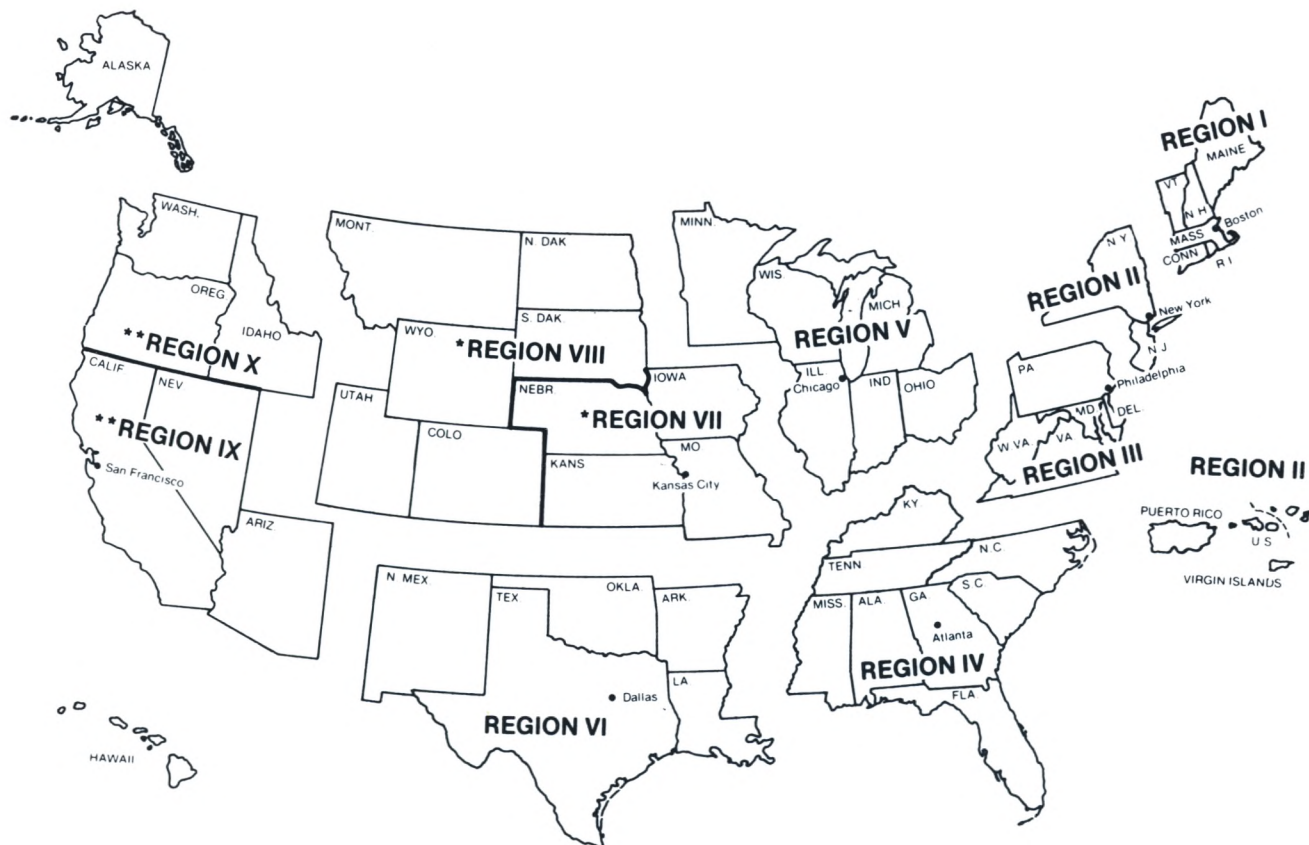 ALASKA
REGION I
MAINE
VT
N H
Boston
MASS
CONN
R I
WASH.
OREG
IDAHO
**REGION X
MONT.
N. DAK
S. DAK.
WYO.
*REGION VIII
UTAH
COLO
MINN.
WIS
MICH
REGION V
ILL
Chicago
IND
OHIO
N Y
REGION II
New York
N J
CALIF
NEV
**REGION IX
San Francisco
ARIZ.
NEBR
IOWA
*REGION VII
KANS
MO
Kansas City
PA
Philadelphia
MD
DEL.
W VA
VA
REGION III
REGION II
PUERTO RICO
U S
VIRGIN ISLANDS
KY.
TENN
N.C.
S.C.
MISS.
ALA
GA
Atlanta
REGION IV
FLA
N MEX
TEX
OKLA
ARK.
LA
Dallas
REGION VI
HAWAII